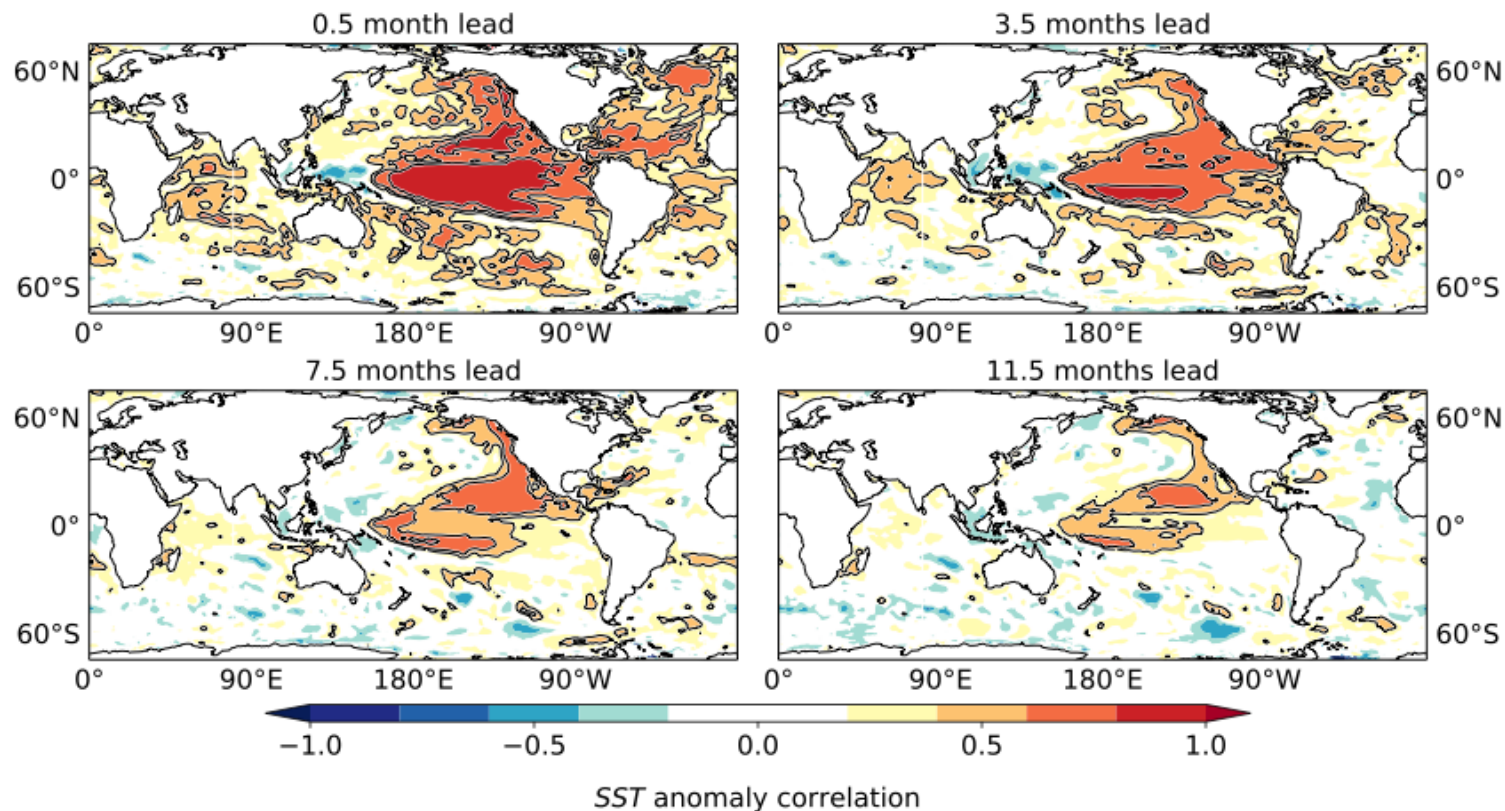 0.5 month lead
3.5 months lead
60°N
0°
60°S
60°N
0°
60°S
0°
90°E
180°E
90°W
0°
90°E
180°E
90°W
7.5 months lead
11.5 months lead
60°N
0°
60°S
60°N
0°
60°S
0°
90°E
180°E
90°W
0°
90°E
180°E
90°W
−1.0
−0.5
0.0
0.5
1.0
SST anomaly correlation